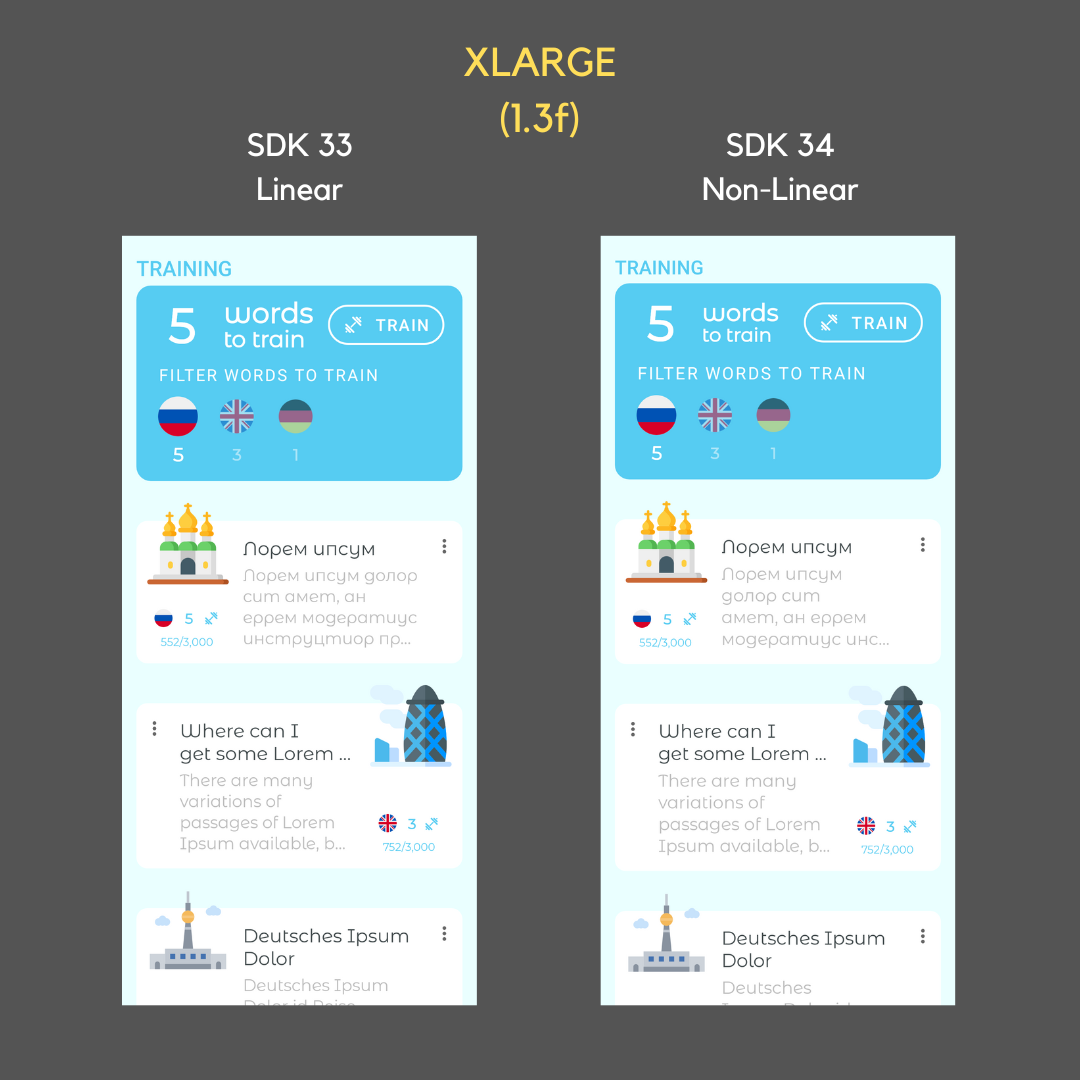 XLARGE
(1.3f)
SDK 33
Linear
TRAINING
5
words
to train
TRAIN
FILTER WORDS TO TRAIN
5
3
1
Лорем ипсум
Лорем ипсум долор
сит амет, ан
еррем модератиус
инструцтиор пр...
5
552/3,000
Where can I
get some Lorem ...
There are many
variations of
passages of Lorem
Ipsum available, b...
3
752/3,000
Deutsches Ipsum
Dolor
Deutsches Ipsum
SDK 34
Non-Linear
TRAINING
5
words
to train
TRAIN
FILTER WORDS TO TRAIN
5
3
1
Лорем ипсум
Лорем ипсум
долор сит
амет, ан еррем
модератиус инс...
5
552/3,000
Where can I
get some Lorem ...
There are many
variations of
passages of Lorem
Ipsum available, b...
3
752/3,000
Deutsches Ipsum
Dolor
Deutsches